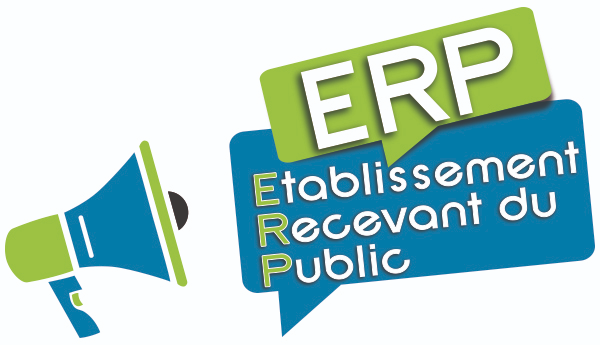 ERP
Etablissement
Recevant du
Public